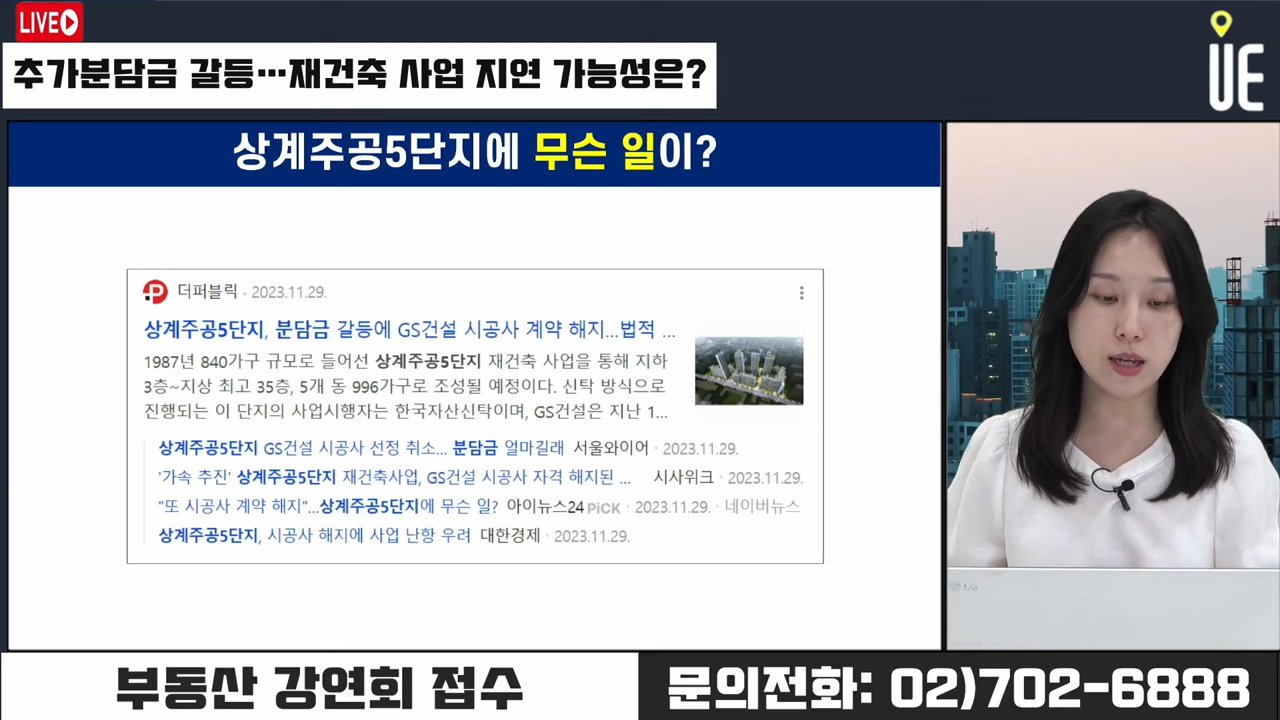 LIVE
추가분담금 갈등…재건축 사업 지연 가능성은?
UE
상계주공5단지에 무슨 일이?
더퍼블릭 · 2023.11.29.
상계주공5단지, 분담금 갈등에 GS건설 시공사 계약 해지...법적 ...
1987년 840가구 규모로 들어선 상계주공5단지 재건축 사업을 통해 지하
3층~지상 최고 35층, 5개 동 996가구로 조성될 예정이다. 신탁 방식으로
진행되는 이 단지의 사업시행자는 한국자산신탁이며, GS건설은 지난 1...
상계주공5단지 GS건설 시공사 선정 취소... 분담금 얼마길래 서울와이어 · 2023.11.29.
'가속 추진' 상계주공5단지 재건축사업, GS건설 시공사 자격 해지된 ... 시사위크 · 2023.11.29.
"또 시공사 계약 해지"...상계주공5단지에 무슨 일? 아이뉴스24 PiCK · 2023.11.29. · 네이버뉴스
상계주공5단지, 시공사 해지에 사업 난항 우려 대한경제 · 2023.11.29.
LG
부동산 강연회 접수
문의전화: 02)702-6888